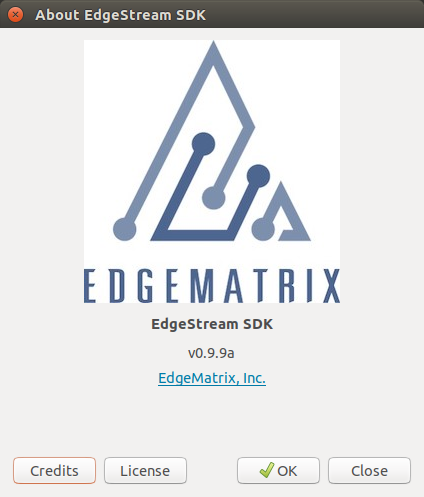 About EdgeStream SDK
EDGEMATRIX
EdgeStream SDK
v0.9.9a
EdgeMatrix, Inc.
Credits
License
OK
Close